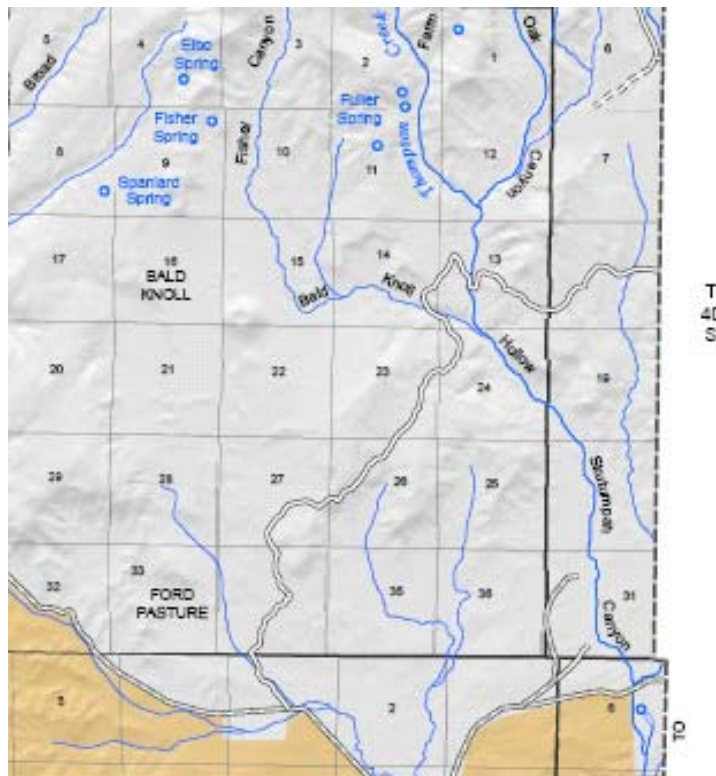 5
4
Elbo
Spring
Canyon
3
2
Creek
Farm
1
Oak
6
Fisher
Spring
Fuller
Spring
8
9
Fisher
10
11
Thompson
12
Canyon
7
Spaniard
Spring
17
16
BALD
KNOLL
15
14
13
Bald
Knoll
T
4
S
20
21
22
23
24
Hollow
19
29
28
27
26
25
Skutumpah
32
33
FORD
PASTURE
35
36
31
Canyon
5
2
6
TO